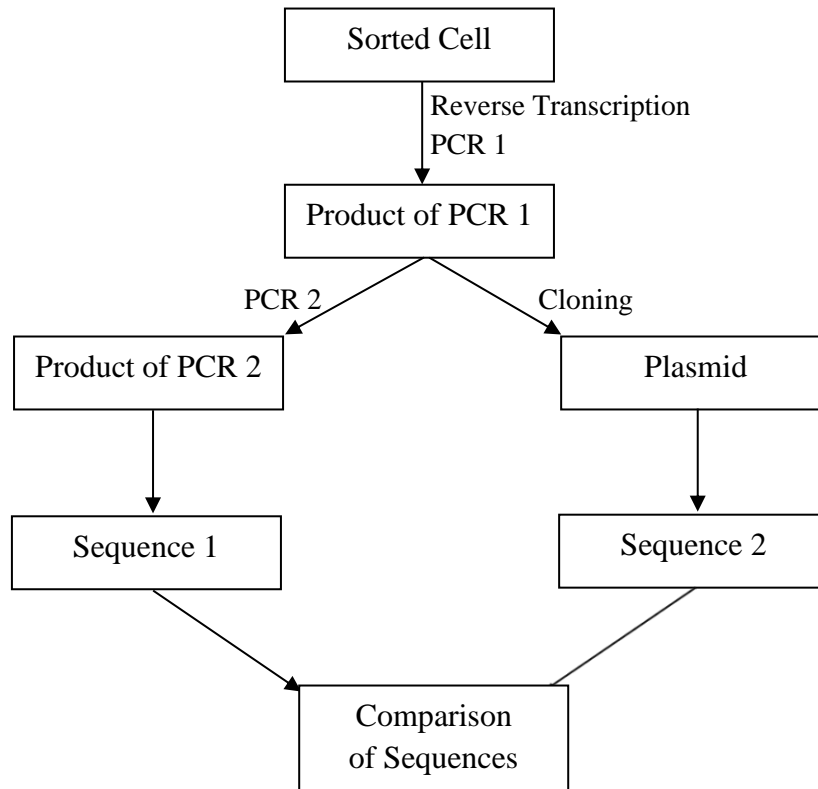 Sorted Cell
Reverse Transcription
PCR 1
Product of PCR 1
PCR 2
Cloning
Product of PCR 2
Plasmid
Sequence 1
Sequence 2
Comparison
of Sequences